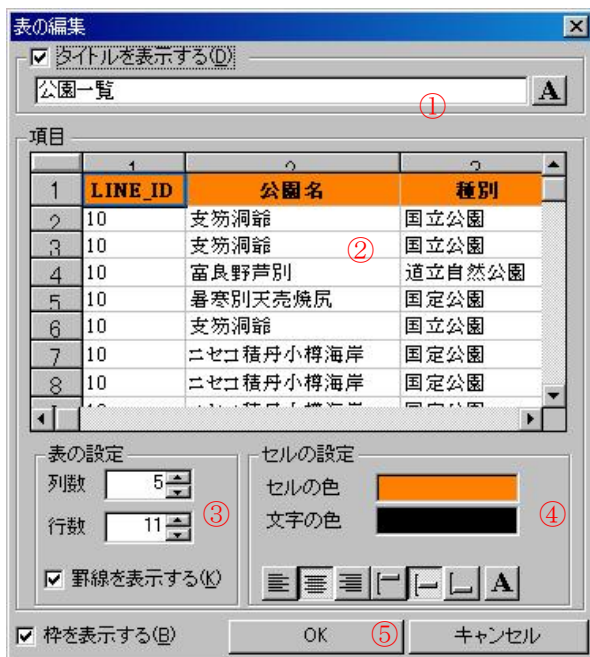 表の編集
タイトルを表示する(D)
公園一覧 A
①
項目
1 2 3
1 LINE_ID 公園名 種別
2 10 支笏洞爺 国立公園
3 10 支笏洞爺 国立公園
②
4 10 富良野芦別 道立自然公園
5 10 暑寒別天売焼尻 国定公園
6 10 支笏洞爺 国立公園
7 10 ニセコ積丹小樽海岸 国定公園
8 10 ニセコ積丹小樽海岸 国定公園
表の設定
列数 5
行数 11
③
罫線を表示する(K)
セルの設定
セルの色
文字の色
④
A
枠を表示する(B) OK ⑤ キャンセル